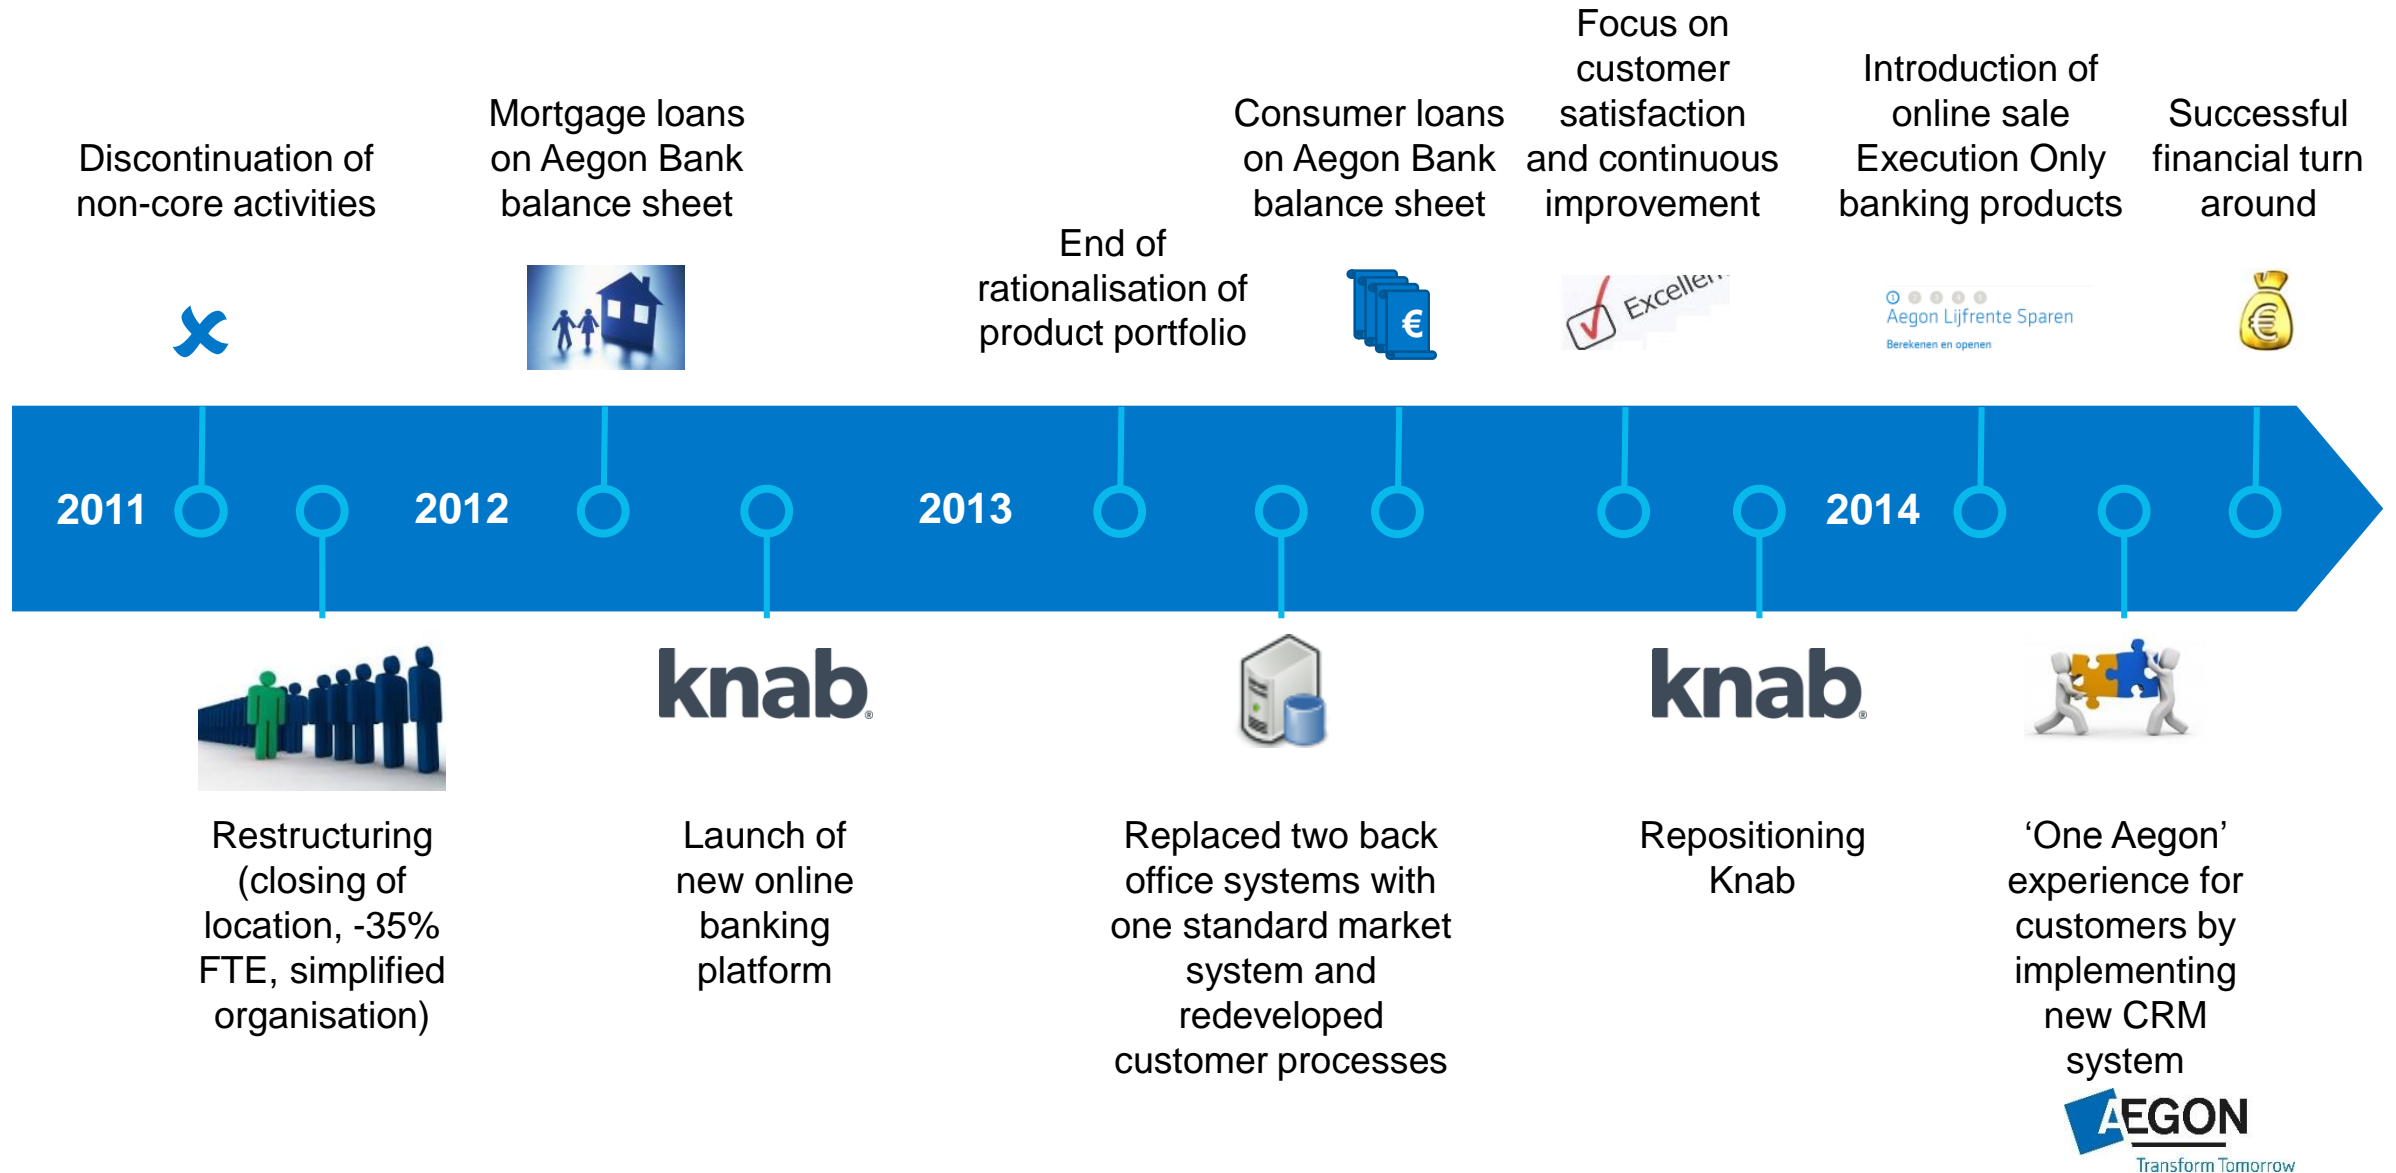 Discontinuation of
non-core activities
Mortgage loans
on Aegon Bank
balance sheet
End of
rationalisation of
product portfolio
Consumer loans
on Aegon Bank
balance sheet
€
Focus on
customer
satisfaction
and continuous
improvement
Excellen
Introduction of
online sale
Execution Only
banking products
1 2 3 4 5
Aegon Lijfrente Sparen
Berekenen en openen
Successful
financial turn
around
€
2011
2012
2013
2014
Restructuring
(closing of
location, -35%
FTE, simplified
organisation)
knab®
Launch of
new online
banking
platform
Replaced two back
office systems with
one standard market
system and
redeveloped
customer processes
knab®
Repositioning
Knab
‘One Aegon’
experience for
customers by
implementing
new CRM
system
AEGON
Transform Tomorrow